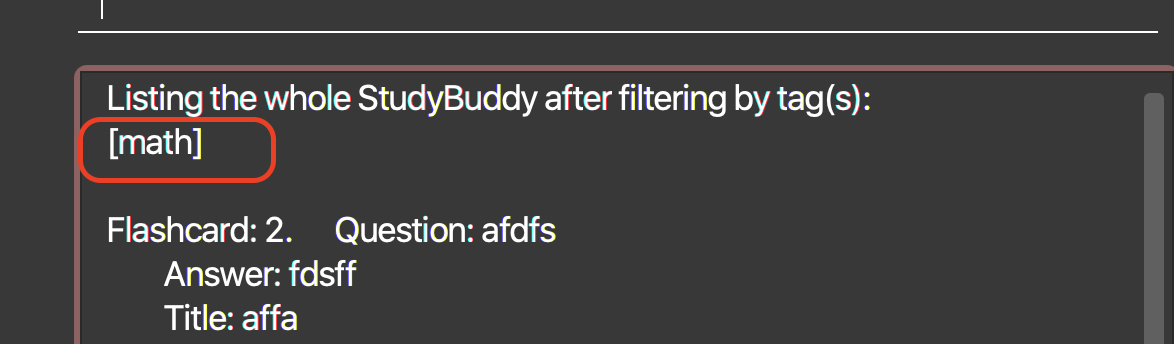 Listing the whole StudyBuddy after filtering by tag(s):
[math]
Flashcard: 2. Question: afdfs
Answer: fdsff
Title: affa